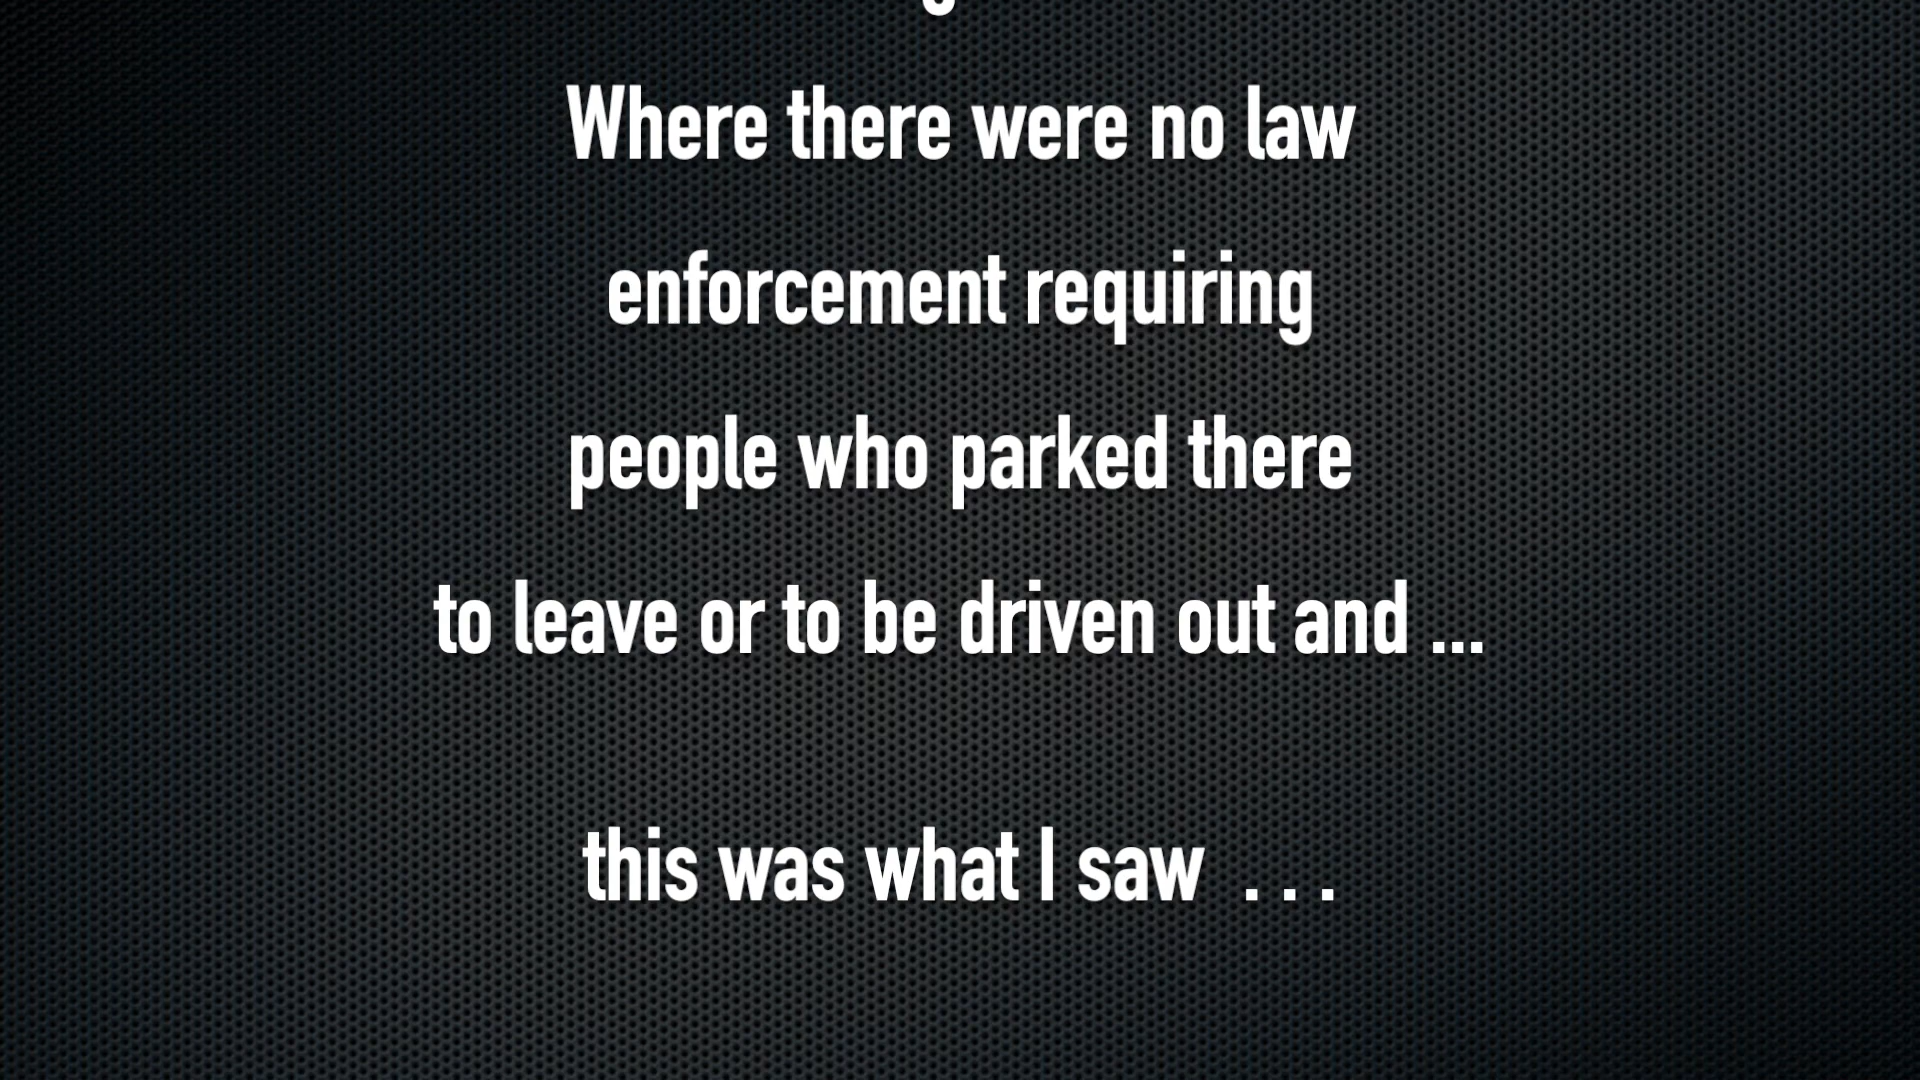 Where there were no law
enforcement requiring
people who parked there
to leave or to be driven out and ...
this was what I saw . . .